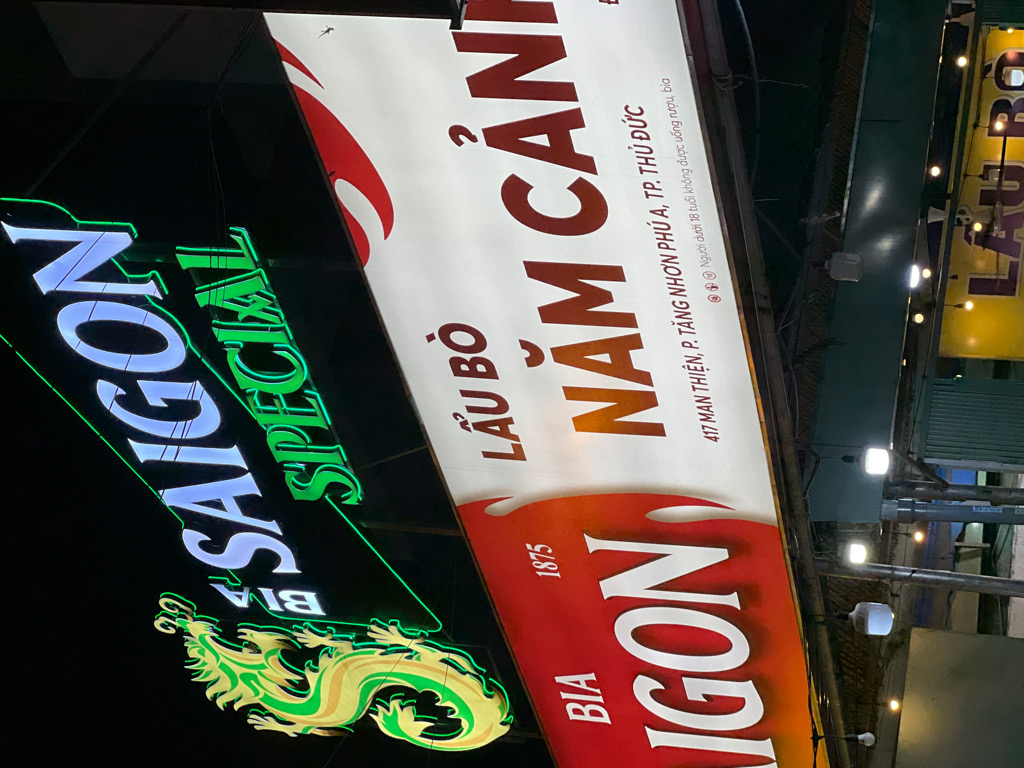 BIA
SAIGON
SPECIAL
BIA
1875
SAIGON
LẨU BÒ
NĂM CẢNH
417 MAN THIỆN, P. TĂNG NHƠN PHÚ A, TP. THỦ ĐỨC
Người dưới 18 tuổi không được uống rượu, bia
LẨU BÒ